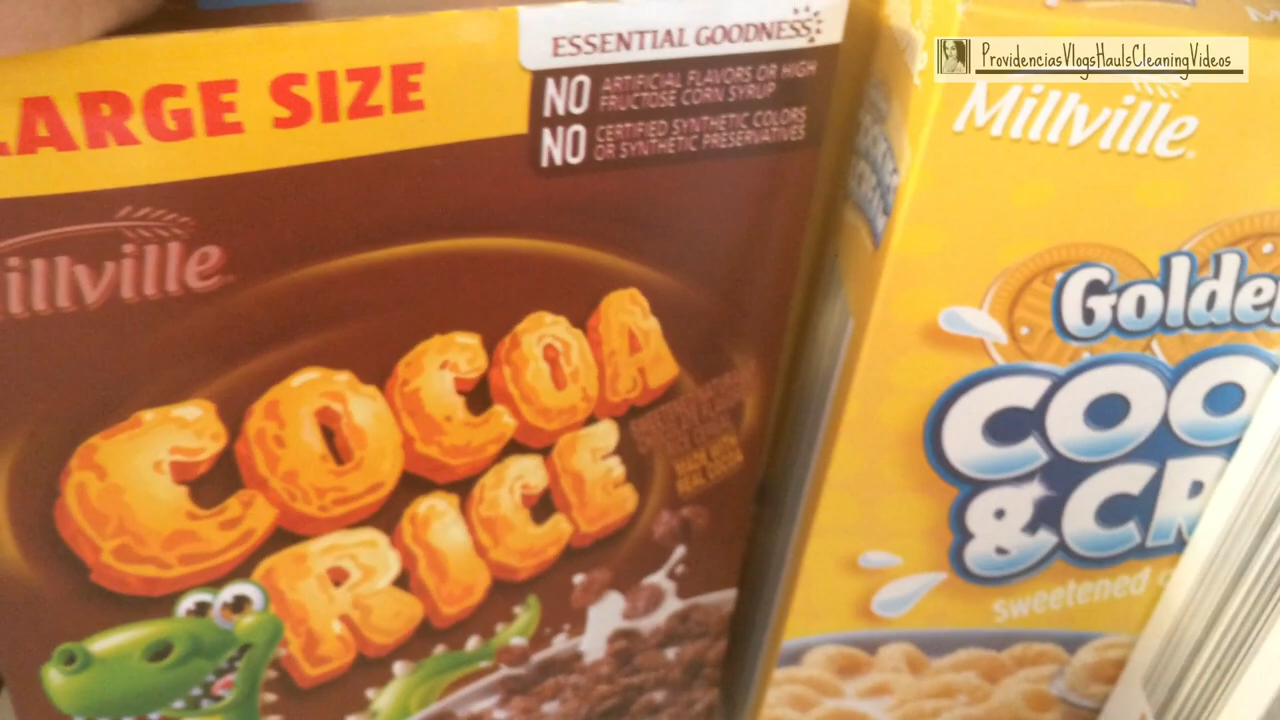 LARGE SIZE
ESSENTIAL GOODNESS
NO ARTIFICIAL FLAVORS OR HIGH
FRUCTOSE CORN SYRUP
NO CERTIFIED SYNTHETIC COLORS
OR SYNTHETIC PRESERVATIVES
illville
COCOA
RICE
MADE WITH
REAL COCOA
ProvidenciasVlogsHaulsCleaningVideos
Millville
Golde
COO
& CR
sweetened